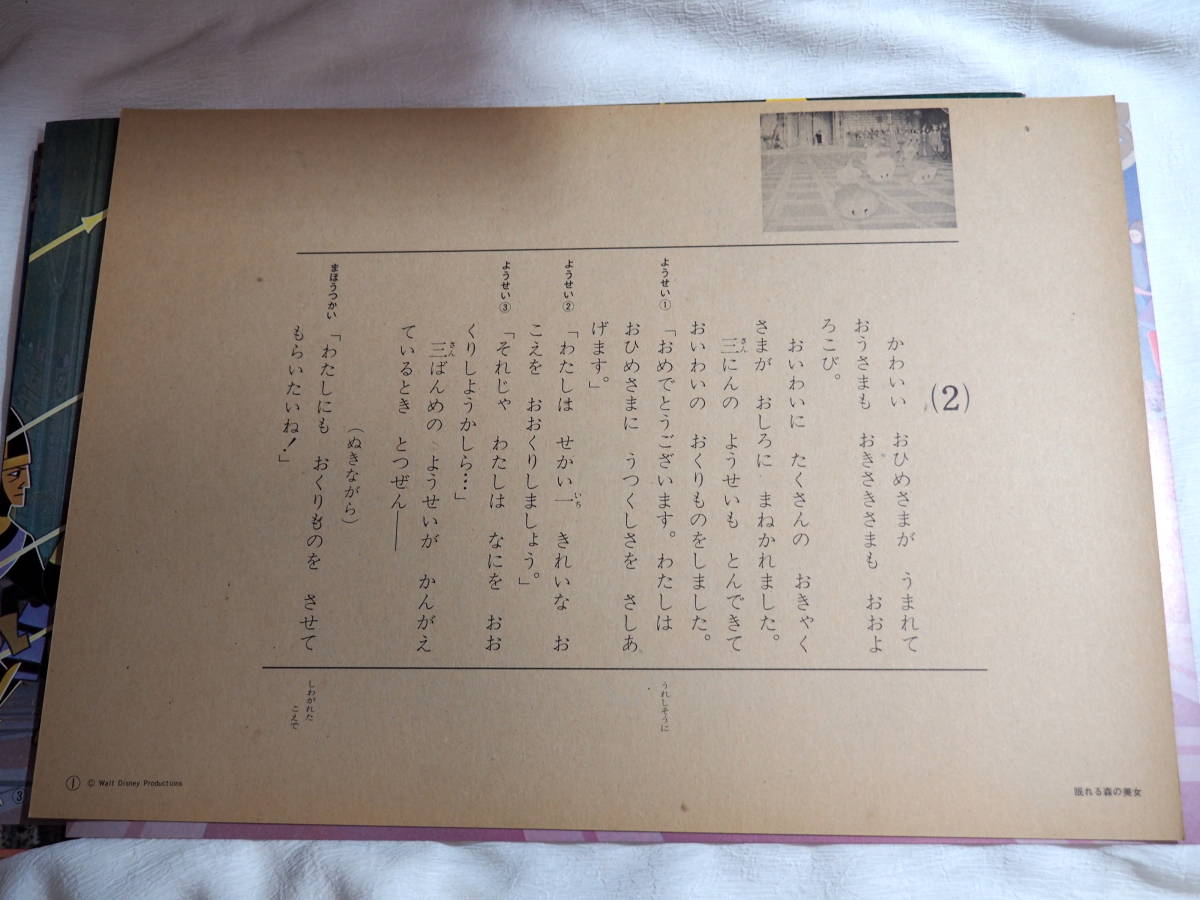 (2)
かわいい おひめさまが うまれて
おうさまも おきさきさまも おおよ
ろこび。
おいわいに たくさんの おきゃく
さまが おしろに まねかれました。
三にんの ようせいも とんできて
さん
おいわいの おくりものをしました。
ようせい①
「おめでとうございます。わたしは
うれしそうに
おひめさまに うつくしさを さしあ
げます。」
ようせい②
「わたしは せかい一 きれいな お
いち
こえを おおくりしましょう。」
ようせい③
「それじゃ わたしは なにを おお
くりしようかしら…」
三ばんめの ようせいが かんがえ
さん
ているとき とつぜん――
(ぬきながら)
まほうつかい
「わたしにも おくりものを させて
しわがれた
こえで
もらいたいね!」
① © Walt Disney Productions
眠れる森の美女
③